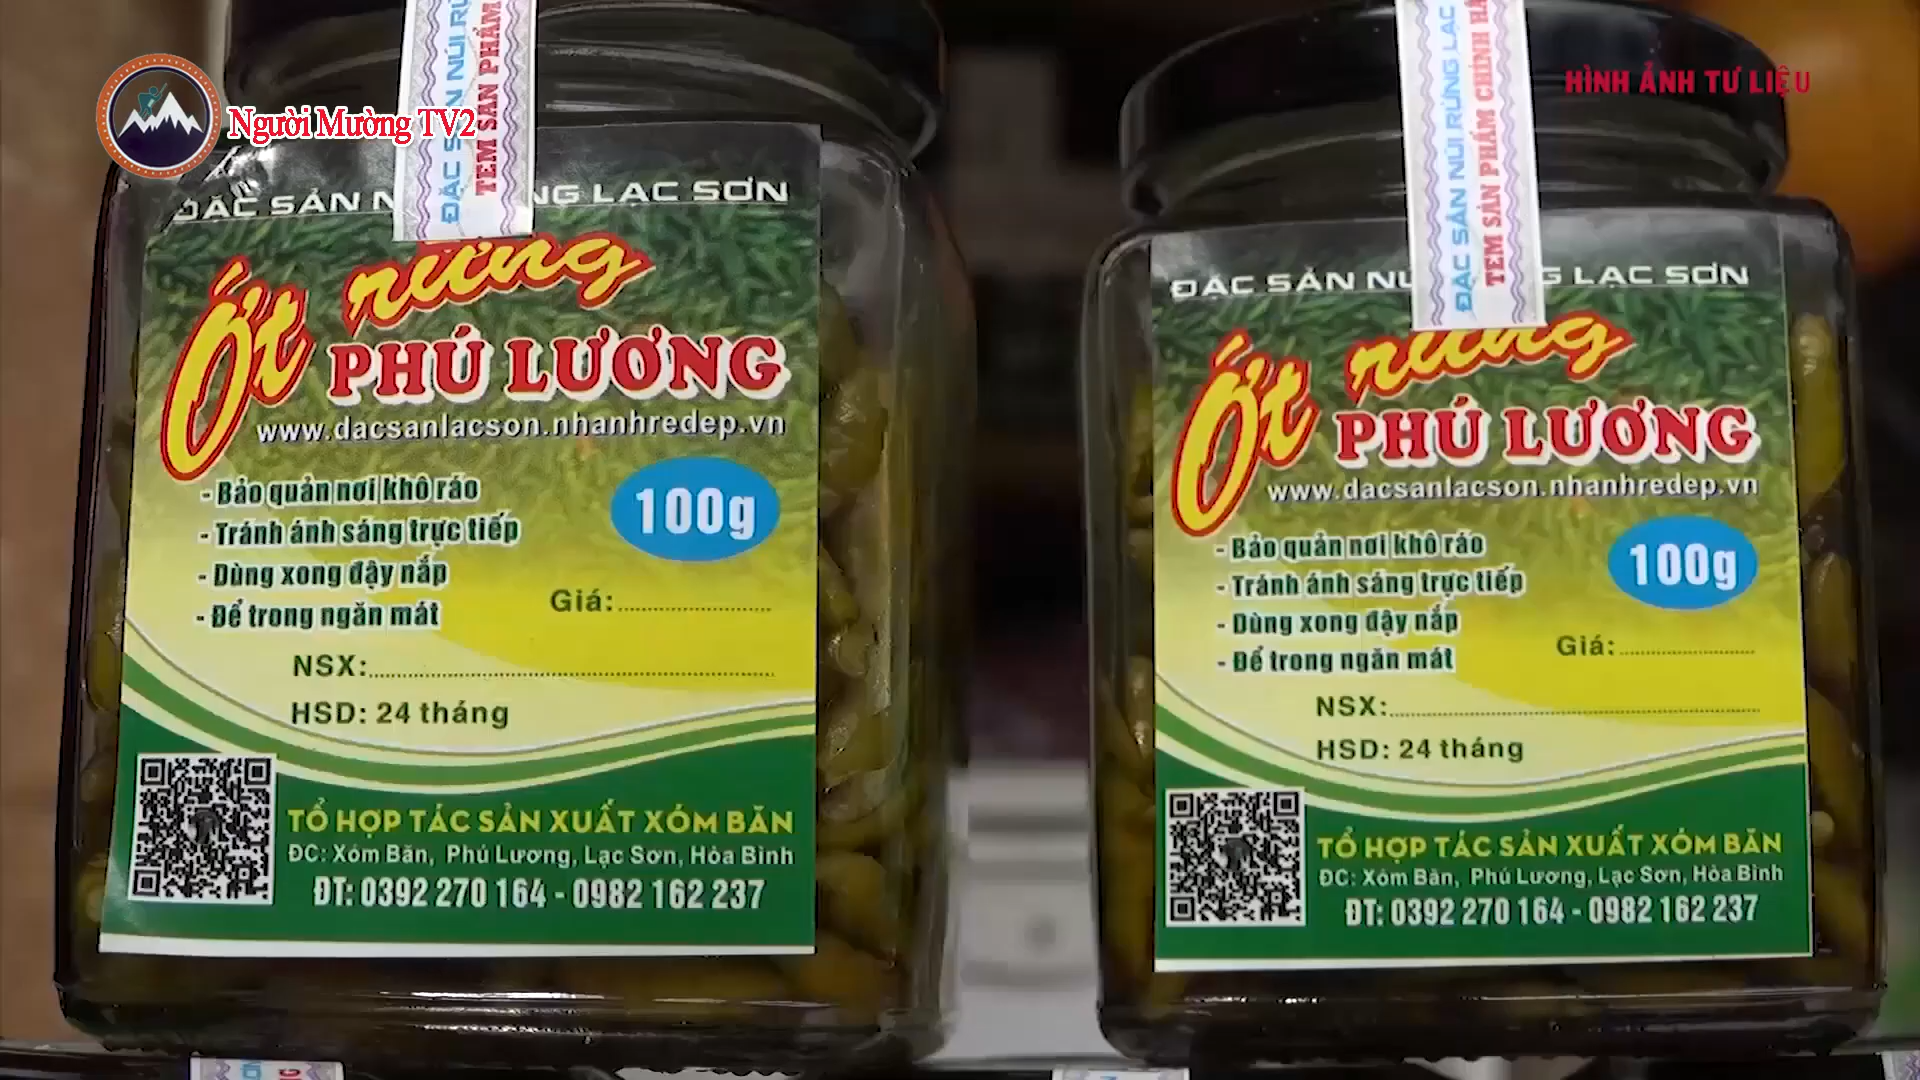 Người Mường TV2
HÌNH ẢNH TƯ LIỆU
ĐẶC SẢN NÚI RỪ
TEM SẢN PHẨM
ĐẶC SẢN N NG LẠC SƠN
Ớt rừng
PHÚ LƯƠNG
www.dacsanlacson.nhanhredep.vn
- Bảo quản nơi khô ráo
- Tránh ánh sáng trực tiếp
- Dùng xong đậy nắp
- Để trong ngăn mát
100g
Giá:
NSX:
HSD: 24 tháng
TỔ HỢP TÁC SẢN XUẤT XÓM BĂN
ĐC: Xóm Băn, Phú Lương, Lạc Sơn, Hòa Bình
ĐT: 0392 270 164 - 0982 162 237
ĐẶC SẢN NÚI RỪNG LẠC
TEM SẢN PHẨM CHÍNH HÃ
ĐẶC SẢN NÚ G LẠC SƠN
Ớt rừng
PHÚ LƯƠNG
www.dacsanlacson.nhanhredep.vn
- Bảo quản nơi khô ráo
- Tránh ánh sáng trực tiếp
- Dùng xong đậy nắp
- Để trong ngăn mát
100g
Giá:
NSX:
HSD: 24 tháng
TỔ HỢP TÁC SẢN XUẤT XÓM BĂN
ĐC: Xóm Băn, Phú Lương, Lạc Sơn, Hòa Bình
ĐT: 0392 270 164 - 0982 162 237